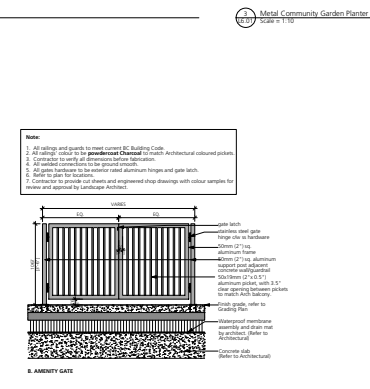 3
L6.01
Metal Community Garden Planter
Scale = 1:10
Note:
1. All railings and guards to meet current BC Building Code.
2. All railings' colour to be powdercoat Charcoal to match Architectural coloured pickets.
3. Contractor to verify all dimensions before fabrication.
4. All welded connections to be ground smooth.
5. All gates hardware to be exterior rated aluminum hinges and gate latch.
6. Refer to plan for locations.
7. Contractor to provide cut sheets and engineered shop drawings with colour samples for
review and approval by Landscape Architect.
VARIES
EQ.
EQ.
1067
[3'-6"]
gate latch
stainless steel gate
hinge c/w ss hardware
50mm (2") sq.
aluminum frame
50mm (2") sq. aluminum
support post adjacent
concrete wall/guardrail
50x19mm (2"x 0.5")
aluminum picket, with 3.5"
clear opening between pickets
to match Arch balcony.
Finish grade, refer to
Grading Plan
Waterproof membrane
assembly and drain mat
by architect. (Refer to
Architectural)
Concrete slab
(Refer to Architectural)
B. AMENITY GATE